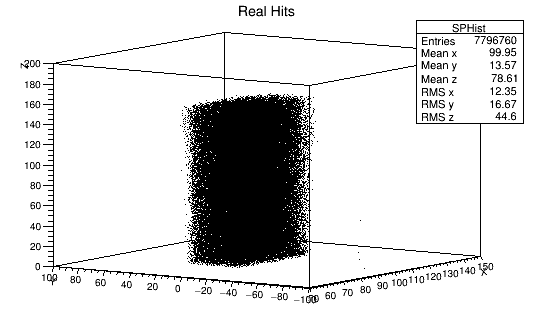 Real Hits
SPHist
Entries 7796760
Mean x 99.95
Mean y 13.57
Mean z 78.61
RMS x 12.35
RMS y 16.67
RMS z 44.6
Z
200
180
160
140
120
100
80
60
40
20
0
100 80 60 40 20 0 −20 −40 −60 −80 −100
60 70 80 90 100 110 120 130 140 150
X